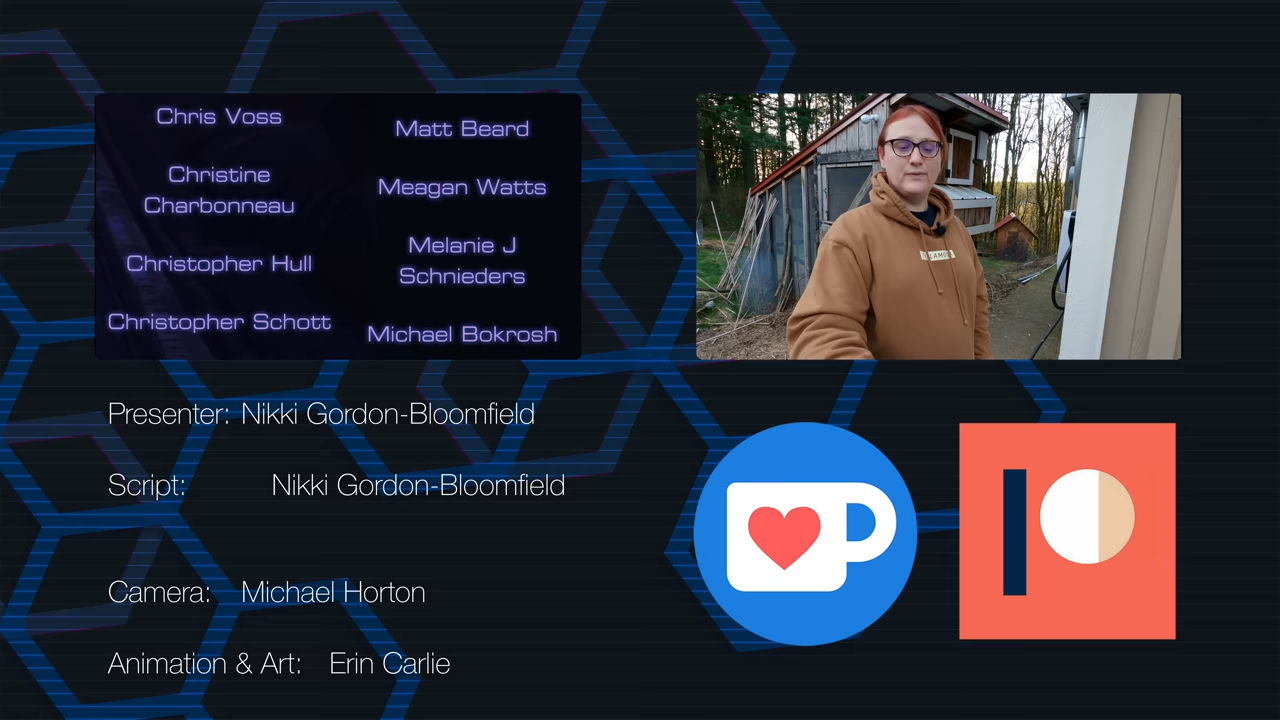 Chris Voss
Christine
Charbonneau
Christopher Hull
Christopher Schott
Matt Beard
Meagan Watts
Melanie J
Schnieders
Michael Bokrosh
Presenter: Nikki Gordon-Bloomfield
Script: Nikki Gordon-Bloomfield
Camera: Michael Horton
Animation & Art: Erin Carlie